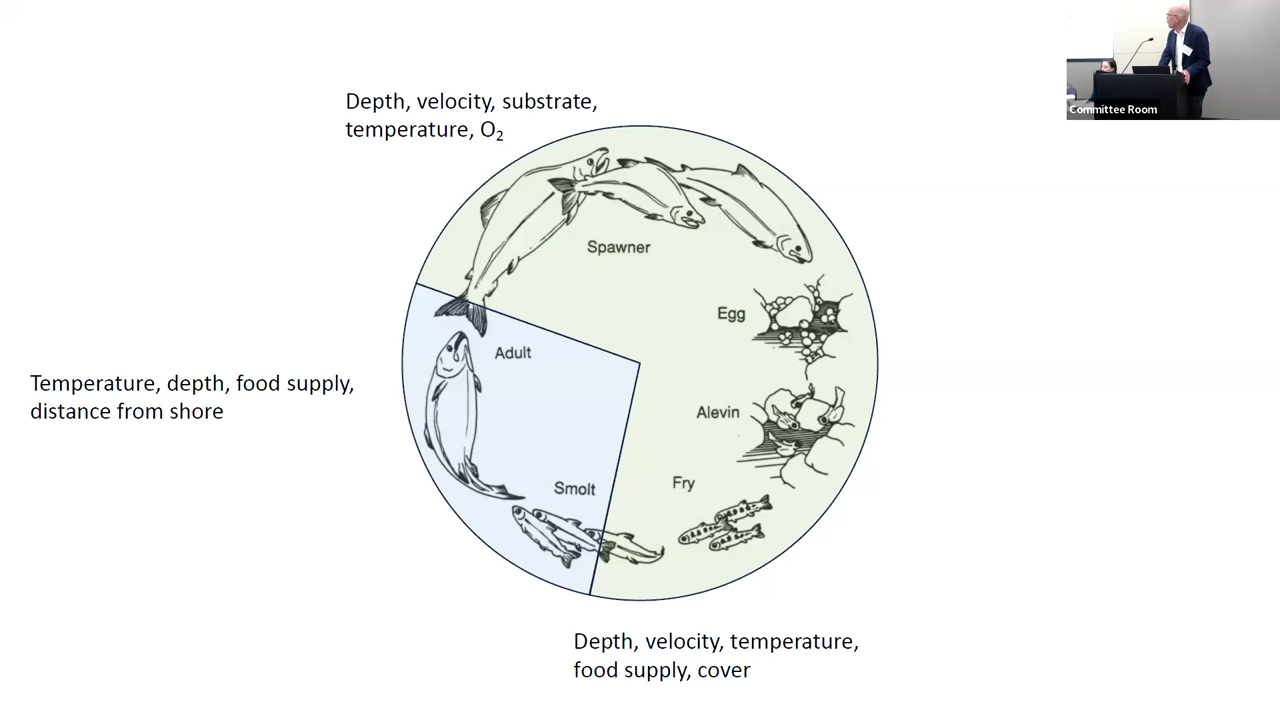 Committee Room
Depth, velocity, substrate,
temperature, O₂
Spawner
Egg
Adult
Temperature, depth, food supply,
distance from shore
Alevin
Fry
Smolt
Depth, velocity, temperature,
food supply, cover